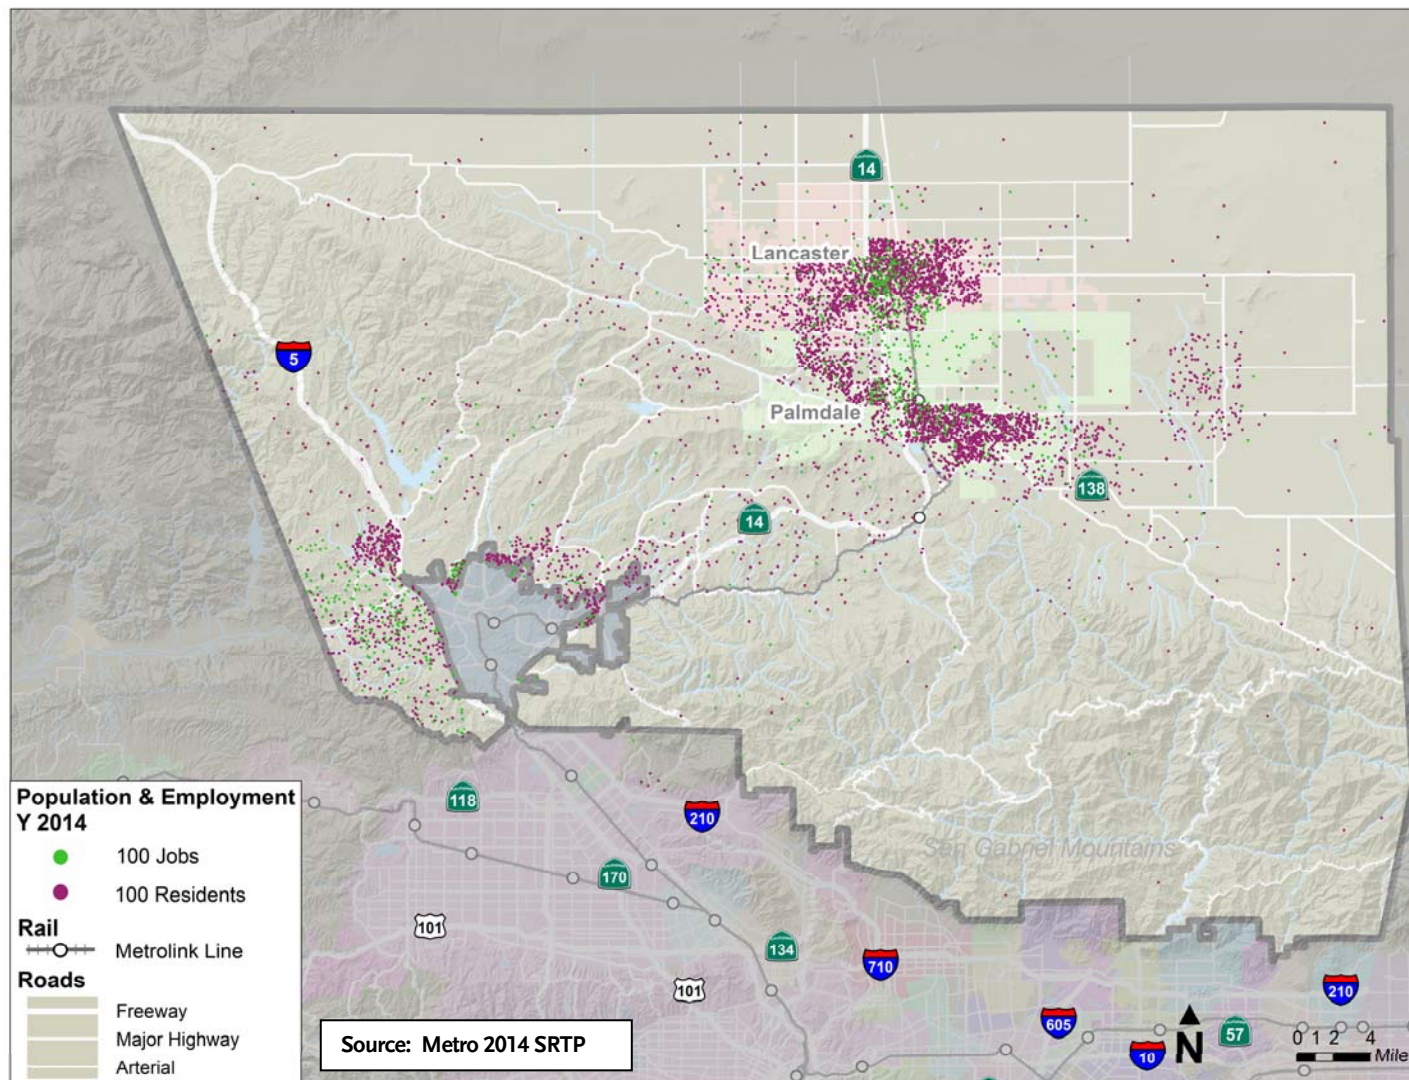 14
Lancaster
5
Palmdale
138
14
Population & Employment
Y 2014
100 Jobs
100 Residents
Rail
Metrolink Line
Roads
Freeway
Major Highway
Arterial
118
210
170
San Gabriel Mountains
101
134
710
101
210
605
57
10
N
0 1 2 4
Mile
Source: Metro 2014 SRTP